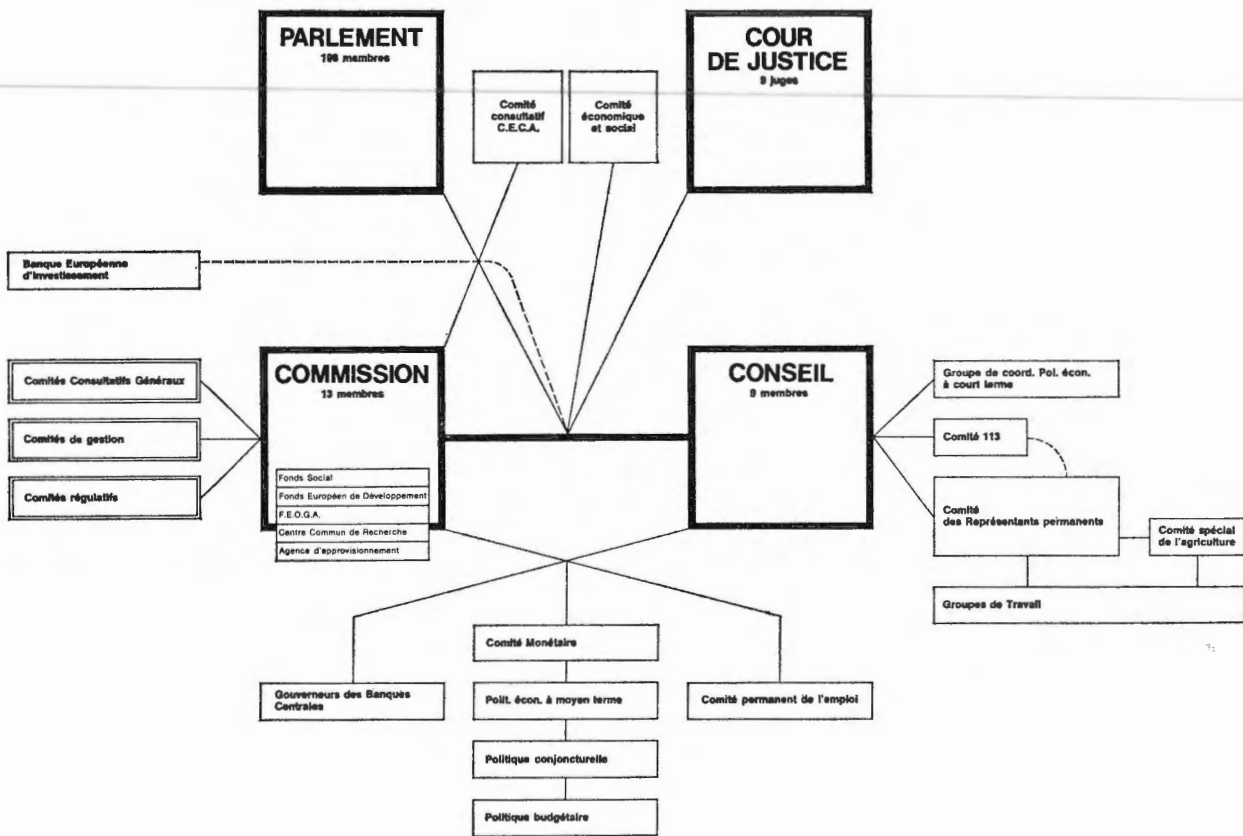 PARLEMENT
198 membres
COUR
DE JUSTICE
9 juges
Comité
consultatif
C.E.C.A.
Comité
économique
et social
Banque Européenne
d'Investissement
Comités Consultatifs Généraux
Comités de gestion
Comités régulatifs
COMMISSION
13 membres
Fonds Social
Fonds Européen de Développement
F.E.O.G.A.
Centre Commun de Recherche
Agence d'approvisionnement
CONSEIL
9 membres
Groupe de coord. Pol. écon.
à court terme
Comité 113
Comité
des Représentants permanents
Comité spécial
de l'agriculture
Groupes de Travail
Gouverneurs des Banques
Centrales
Comité Monétaire
Polit. écon. à moyen terme
Politique conjoncturelle
Politique budgétaire
Comité permanent de l'emploi